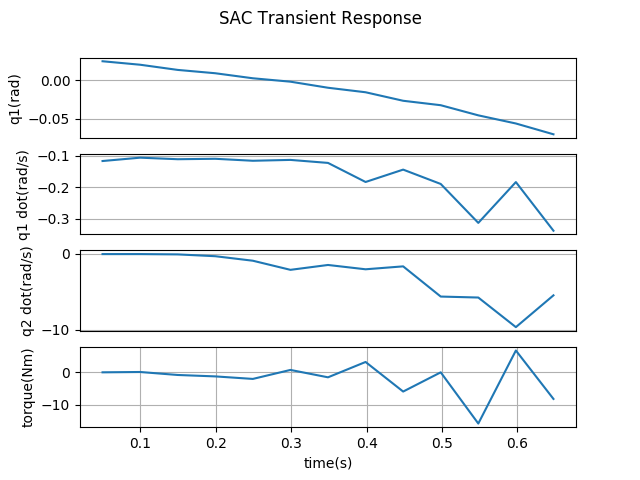 SAC Transient Response
q1(rad)
0.00
−0.05
q1 dot(rad/s)
−0.1
−0.2
−0.3
q2 dot(rad/s)
0
−10
torque(Nm)
0
−10
0.1 0.2 0.3 0.4 0.5 0.6
time(s)